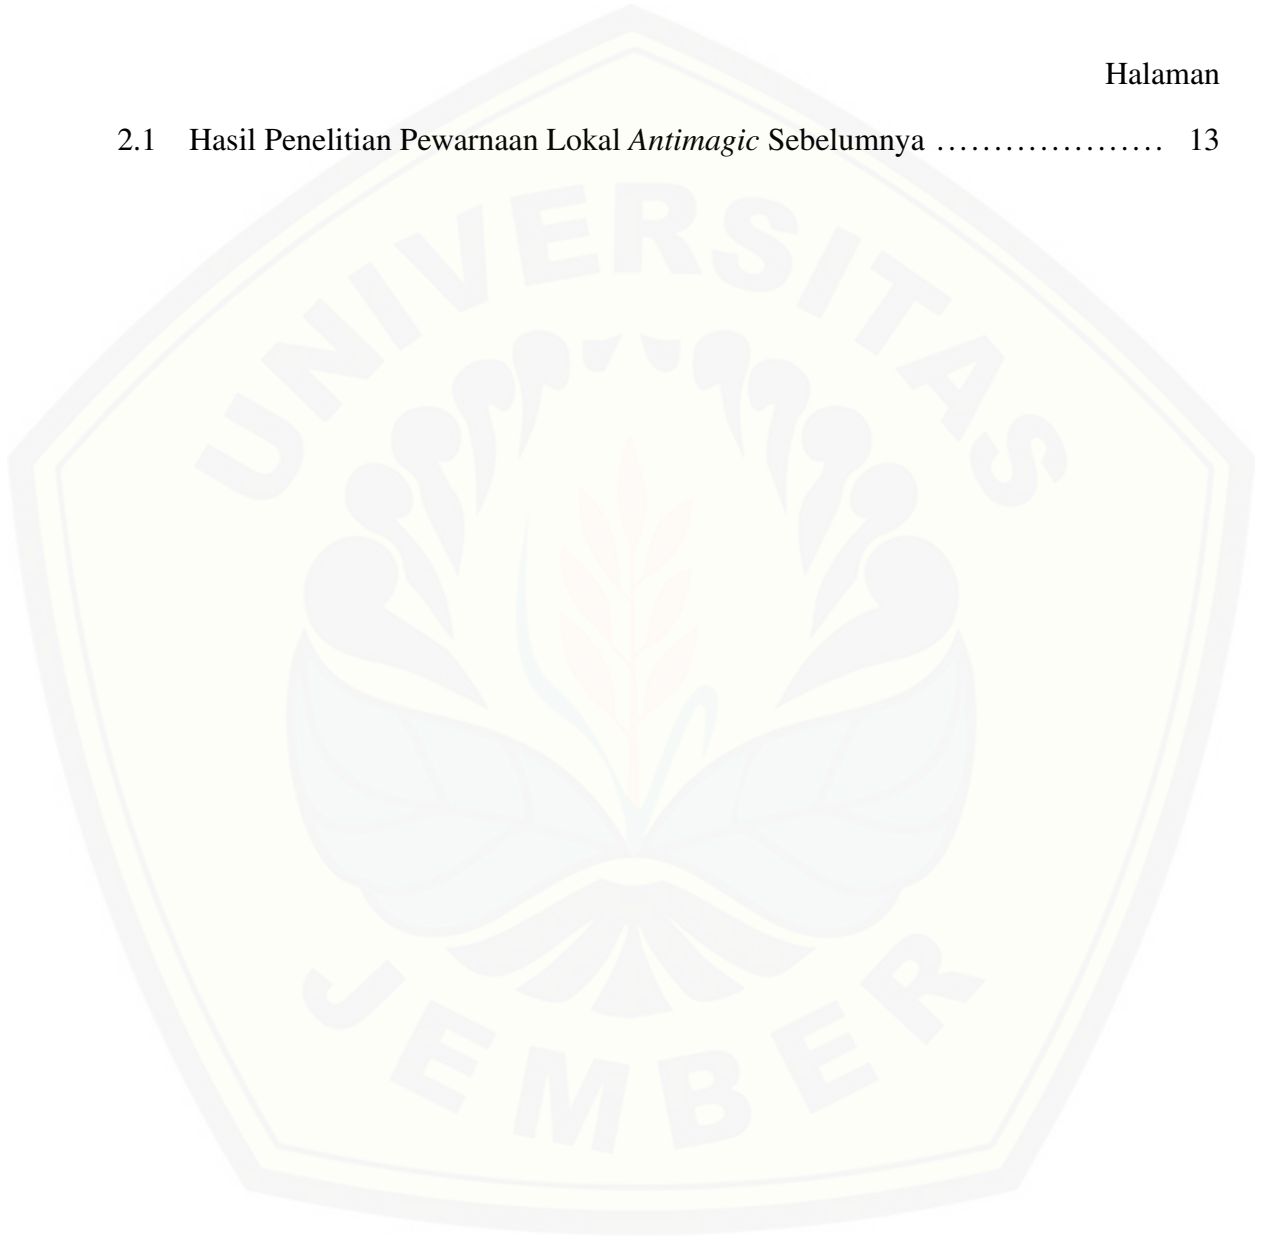 Halaman
2.1 Hasil Penelitian Pewarnaan Lokal Antimagic Sebelumnya .................... 13
UNIVERSITAS
JEMBER